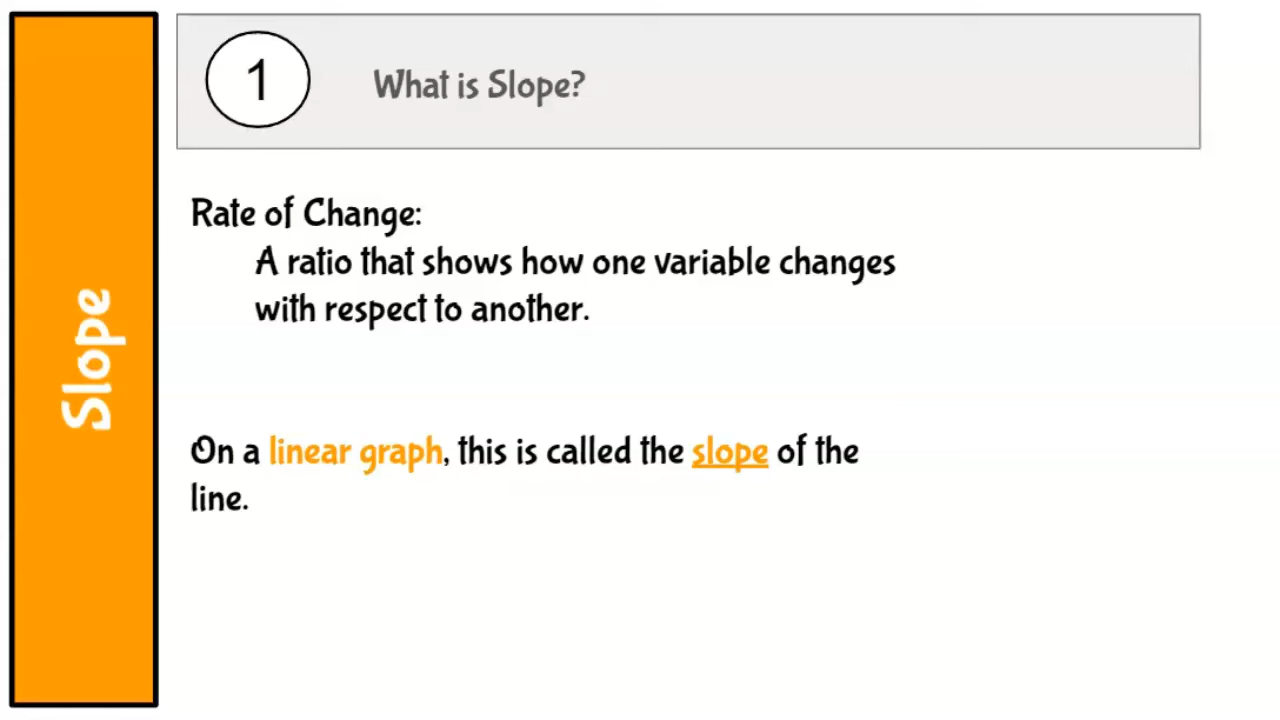 Slope
1
What is Slope?
Rate of Change:
A ratio that shows how one variable changes
with respect to another.
On a linear graph, this is called the slope of the
line.